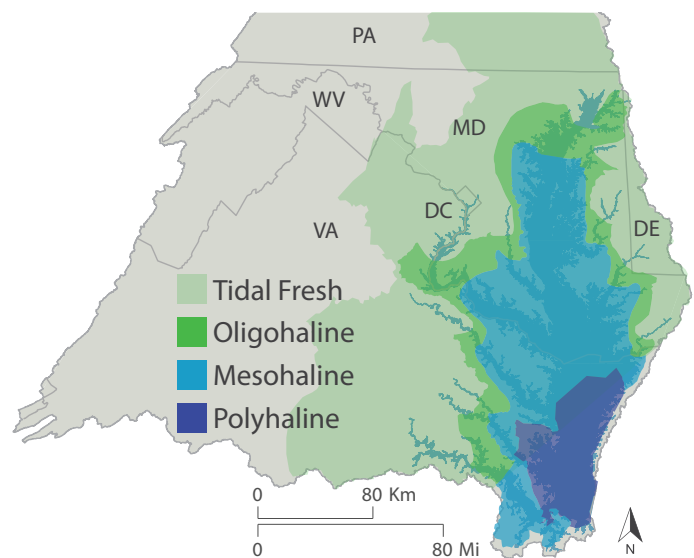 PA
WV
MD
DC
VA
DE
Tidal Fresh
Oligohaline
Mesohaline
Polyhaline
0 80 Km
0 80 Mi
N